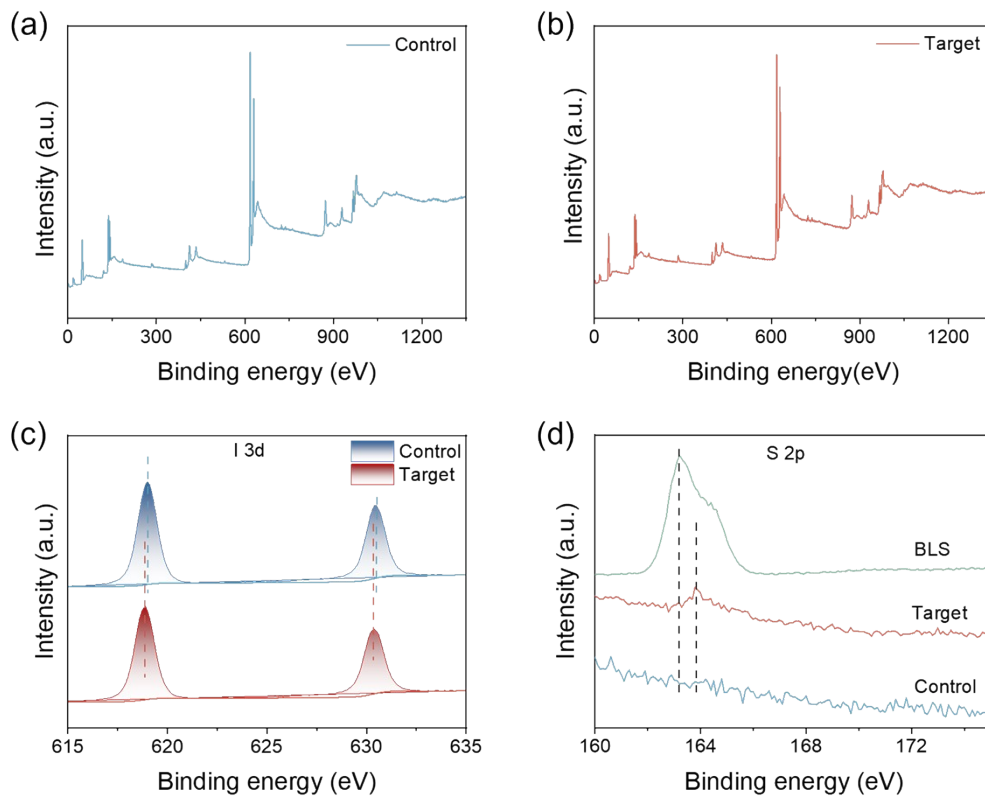 (a)
Control
Intensity (a.u.)
0 300 600 900 1200
Binding energy (eV)
(b)
Target
Intensity (a.u.)
0 300 600 900 1200
Binding energy(eV)
(c)
I 3d
Control
Target
Intensity (a.u.)
615 620 625 630 635
Binding energy (eV)
(d)
S 2p
BLS
Target
Control
Intensity (a.u.)
160 164 168 172
Binding energy (eV)